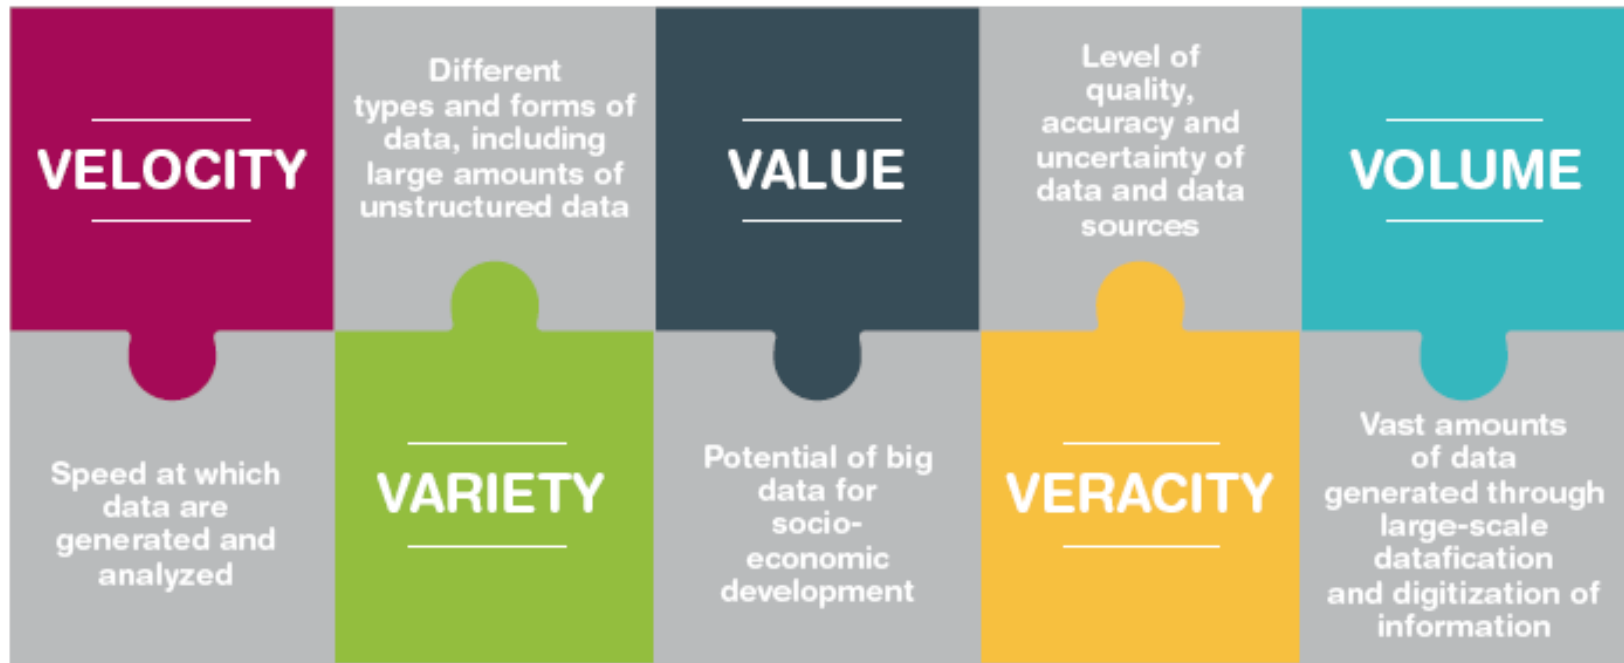 VELOCITY
Speed at which
data are
generated and
analyzed
Different
types and forms of
data, including
large amounts of
unstructured data
VARIETY
VALUE
Potential of big
data for
socio-
economic
development
Level of
quality,
accuracy and
uncertainty of
data and data
sources
VERACITY
VOLUME
Vast amounts
of data
generated through
large-scale
datafication
and digitization of
information